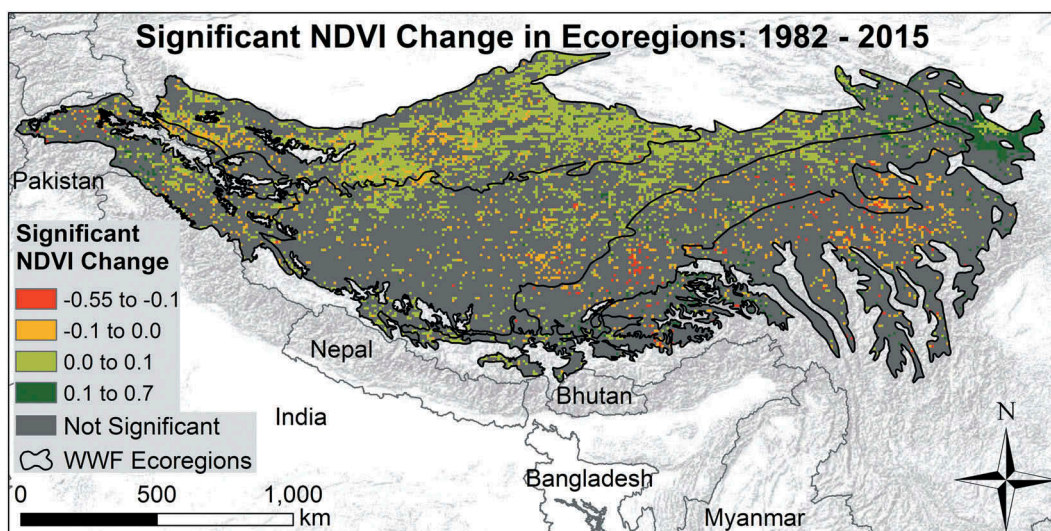 Significant NDVI Change in Ecoregions: 1982 - 2015
Pakistan
Significant
NDVI Change
-0.55 to -0.1
-0.1 to 0.0
0.0 to 0.1
0.1 to 0.7
Not Significant
WWF Ecoregions
Nepal
Bhutan
India
Bangladesh
Myanmar
N
0 500 1,000
km